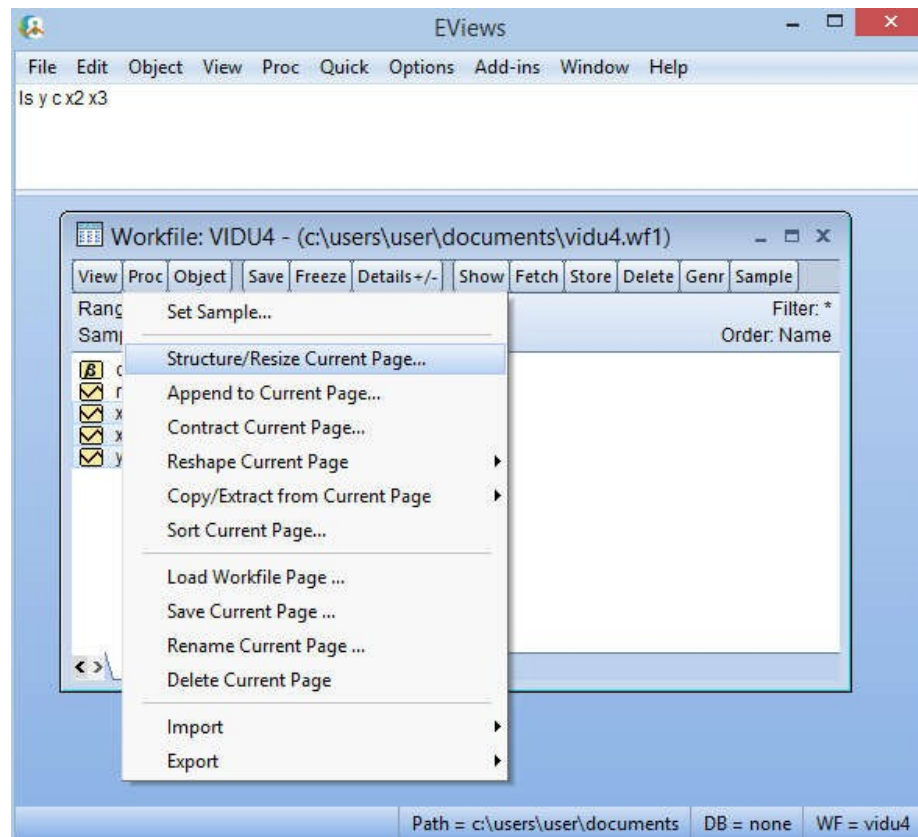 EViews
File Edit Object View Proc Quick Options Add-ins Window Help
ls y c x2 x3
Workfile: VIDU4 - (c:\users\user\documents\vidu4.wf1)
View Proc Object Save Freeze Details+/- Show Fetch Store Delete Genr Sample
Filter: *
Order: Name
Set Sample...
Structure/Resize Current Page...
Append to Current Page...
Contract Current Page...
Reshape Current Page
Copy/Extract from Current Page
Sort Current Page...
Load Workfile Page ...
Save Current Page ...
Rename Current Page ...
Delete Current Page
Import
Export
Path = c:\users\user\documents DB = none WF = vidu4